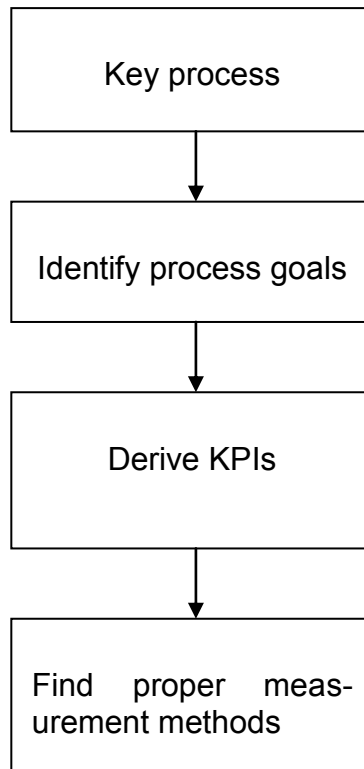 Key process
Identify process goals
Derive KPIs
Find proper meas-
urement methods